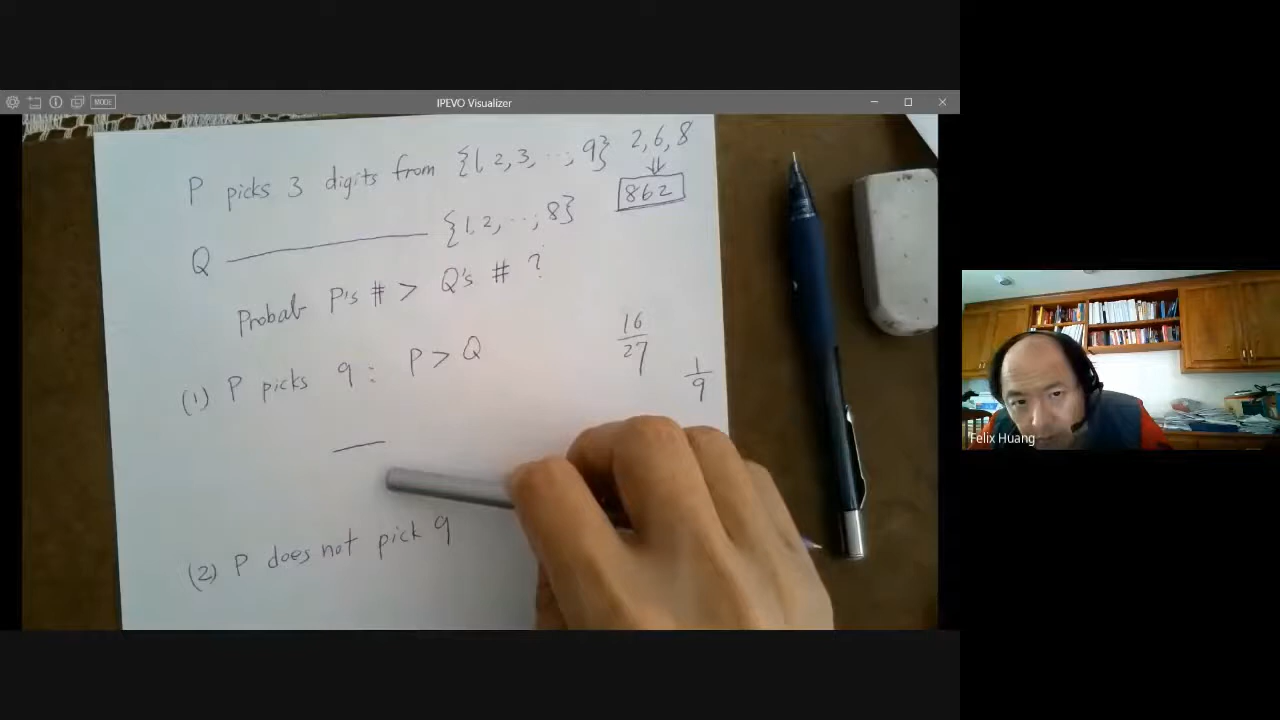 MODE
IPEVO Visualizer
P picks 3 digits from {1, 2, 3, ..., 9} 2, 6, 8
⇓
862
Q {1, 2, ..., 8}
Probab P's # > Q's # ?
(1) P picks 9 : P > Q
16
27
1
9
(2) P does not pick 9
Felix Huang